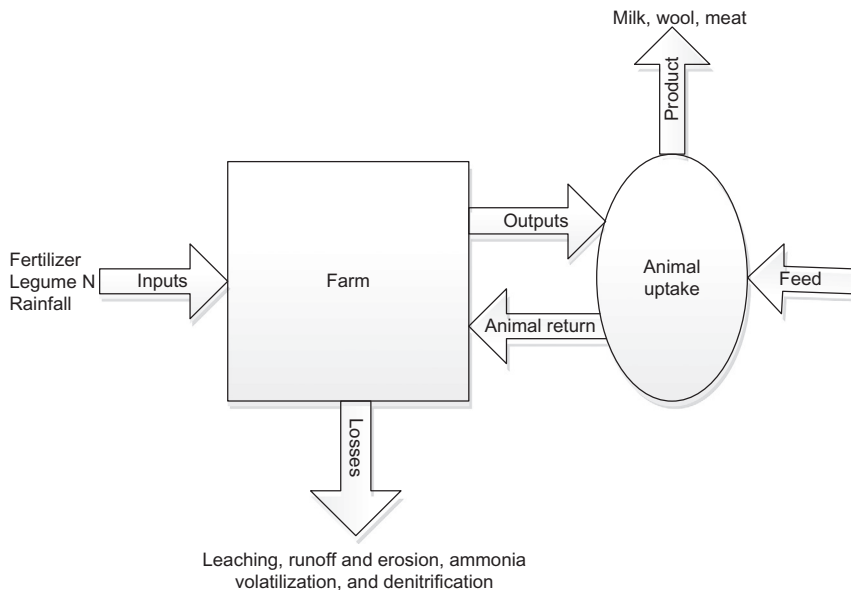 Milk, wool, meat
Product
Outputs
Fertilizer
Legume N
Rainfall
Inputs
Farm
Animal
uptake
Feed
Animal return
Losses
Leaching, runoff and erosion, ammonia
volatilization, and denitrification